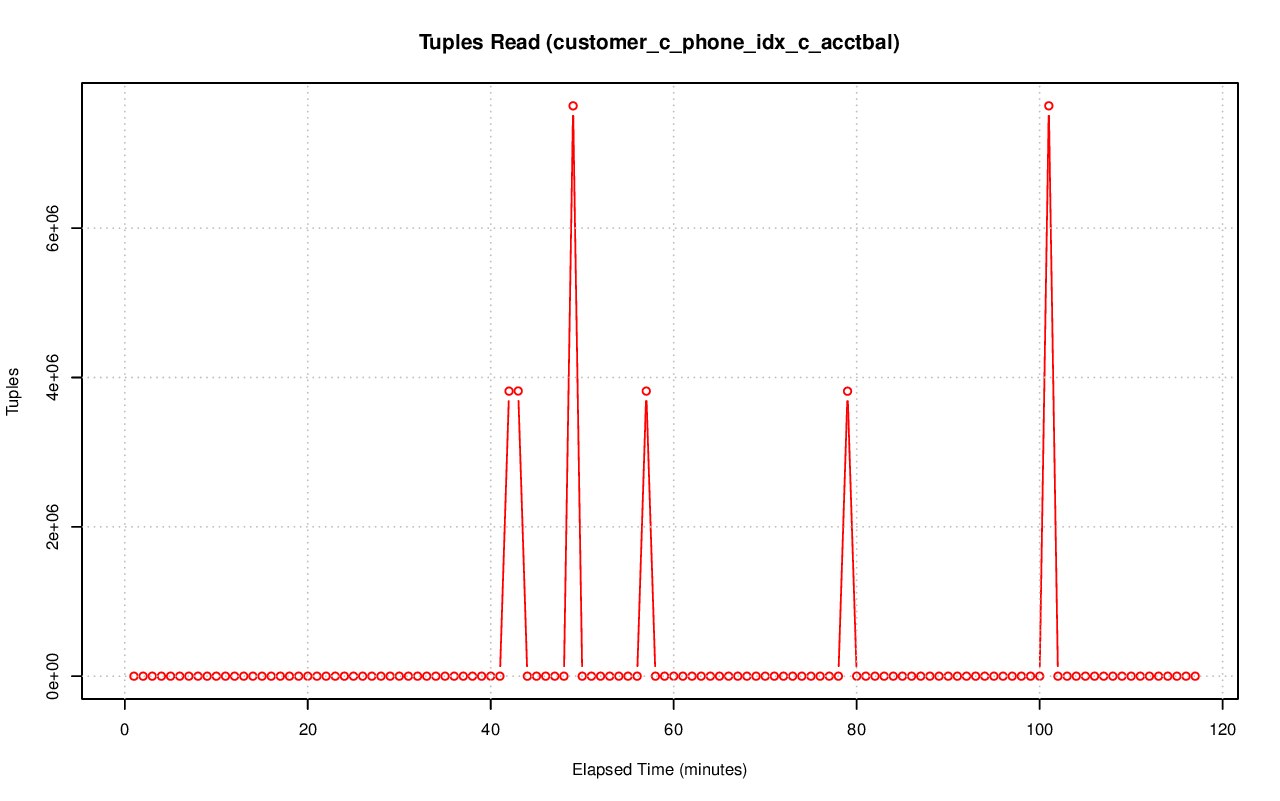 Tuples Read (customer_c_phone_idx_c_acctbal)
Tuples
6e+06
4e+06
2e+06
0e+00
0 20 40 60 80 100 120
Elapsed Time (minutes)